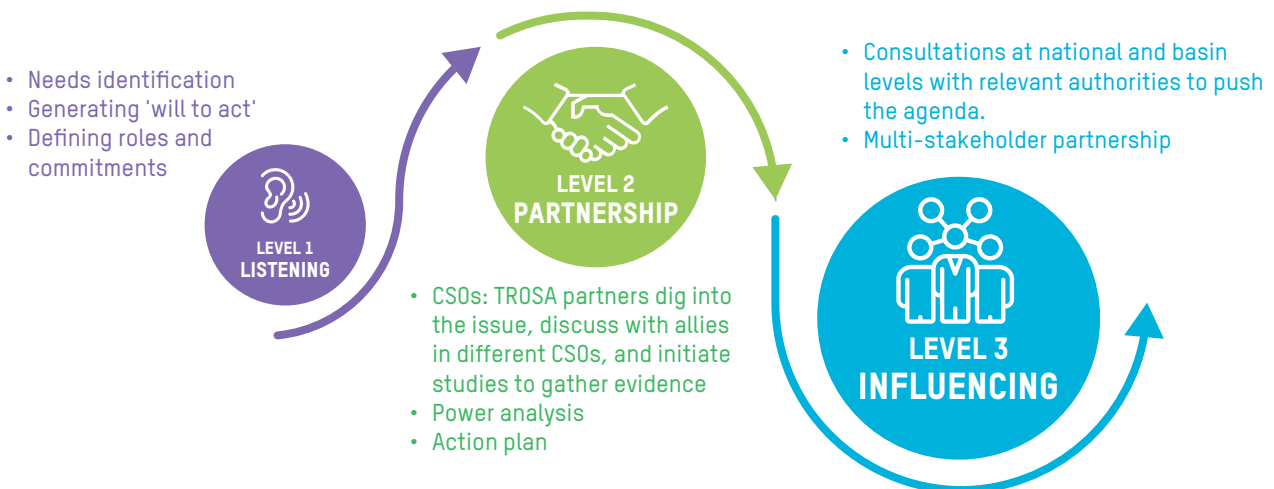 • Needs identification
• Generating 'will to act'
• Defining roles and
commitments
LEVEL 1
LISTENING
LEVEL 2
PARTNERSHIP
• CSOs: TROSA partners dig into
the issue, discuss with allies
in different CSOs, and initiate
studies to gather evidence
• Power analysis
• Action plan
• Consultations at national and basin
levels with relevant authorities to push
the agenda.
• Multi-stakeholder partnership
LEVEL 3
INFLUENCING